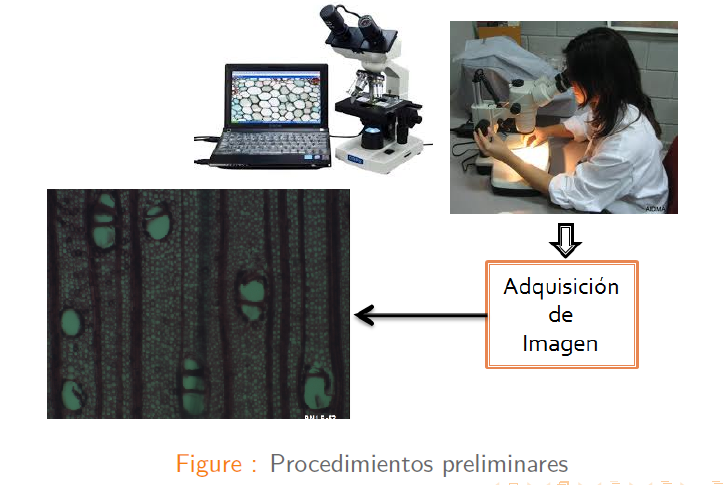 Adquisición
de
Imagen
Figure : Procedimientos preliminares